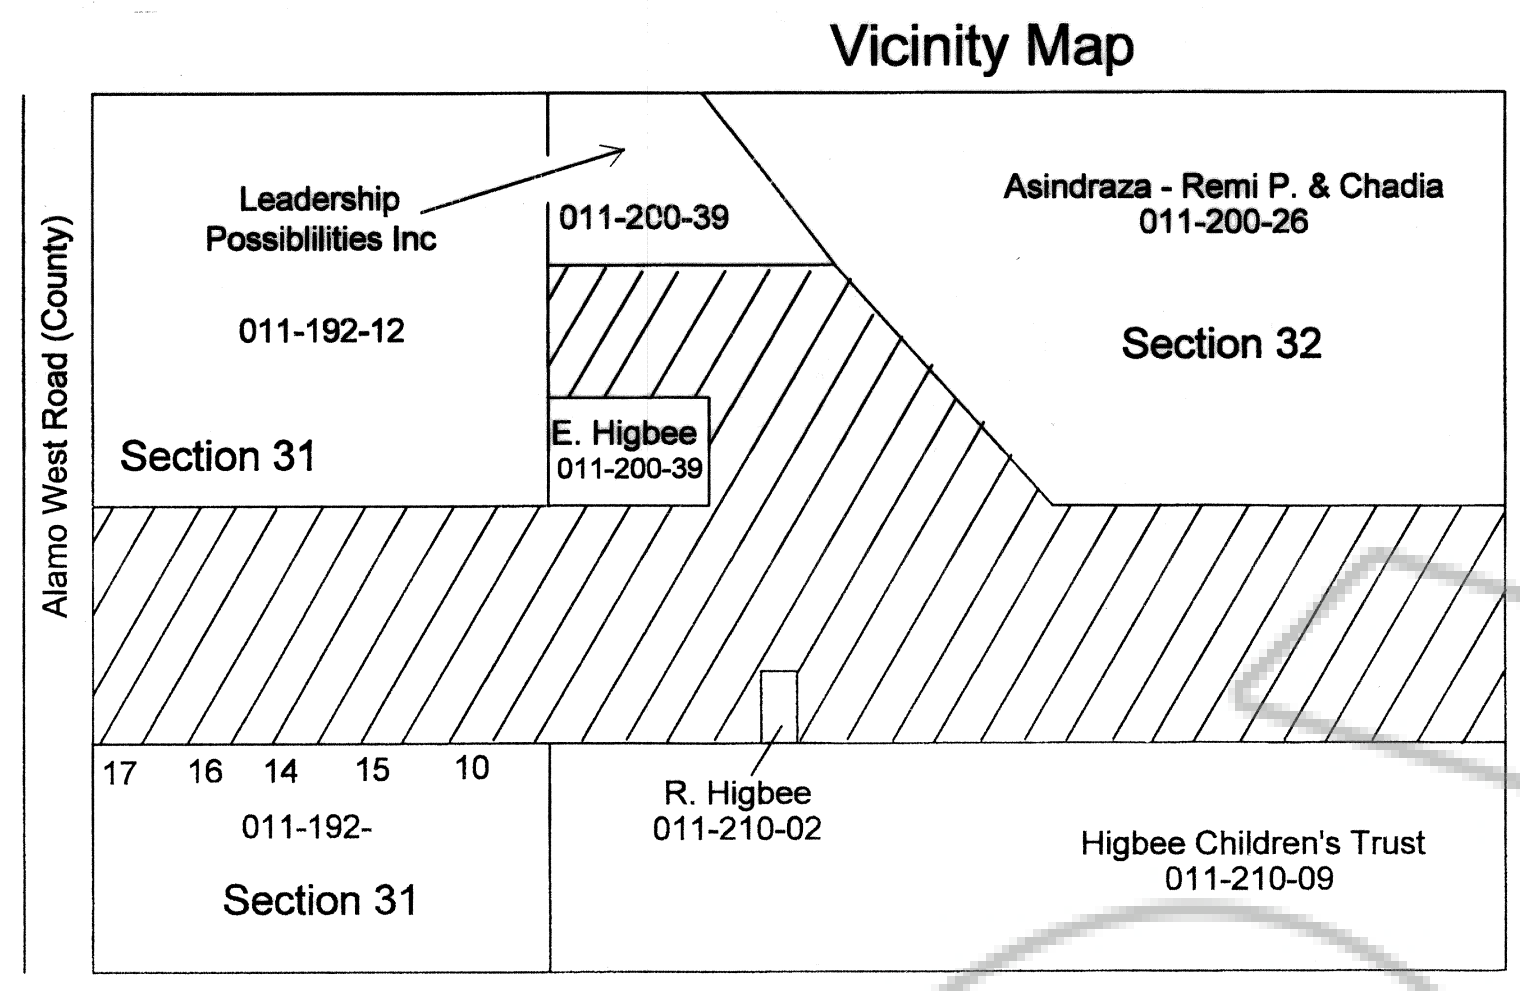 Vicinity Map
Alamo West Road (County)
Leadership
Possiblilities Inc
011-192-12
Section 31
011-200-39
E. Higbee
011-200-39
Asindraza - Remi P. & Chadia
011-200-26
Section 32
17 16 14 15 10
011-192-
Section 31
R. Higbee
011-210-02
Higbee Children's Trust
011-210-09